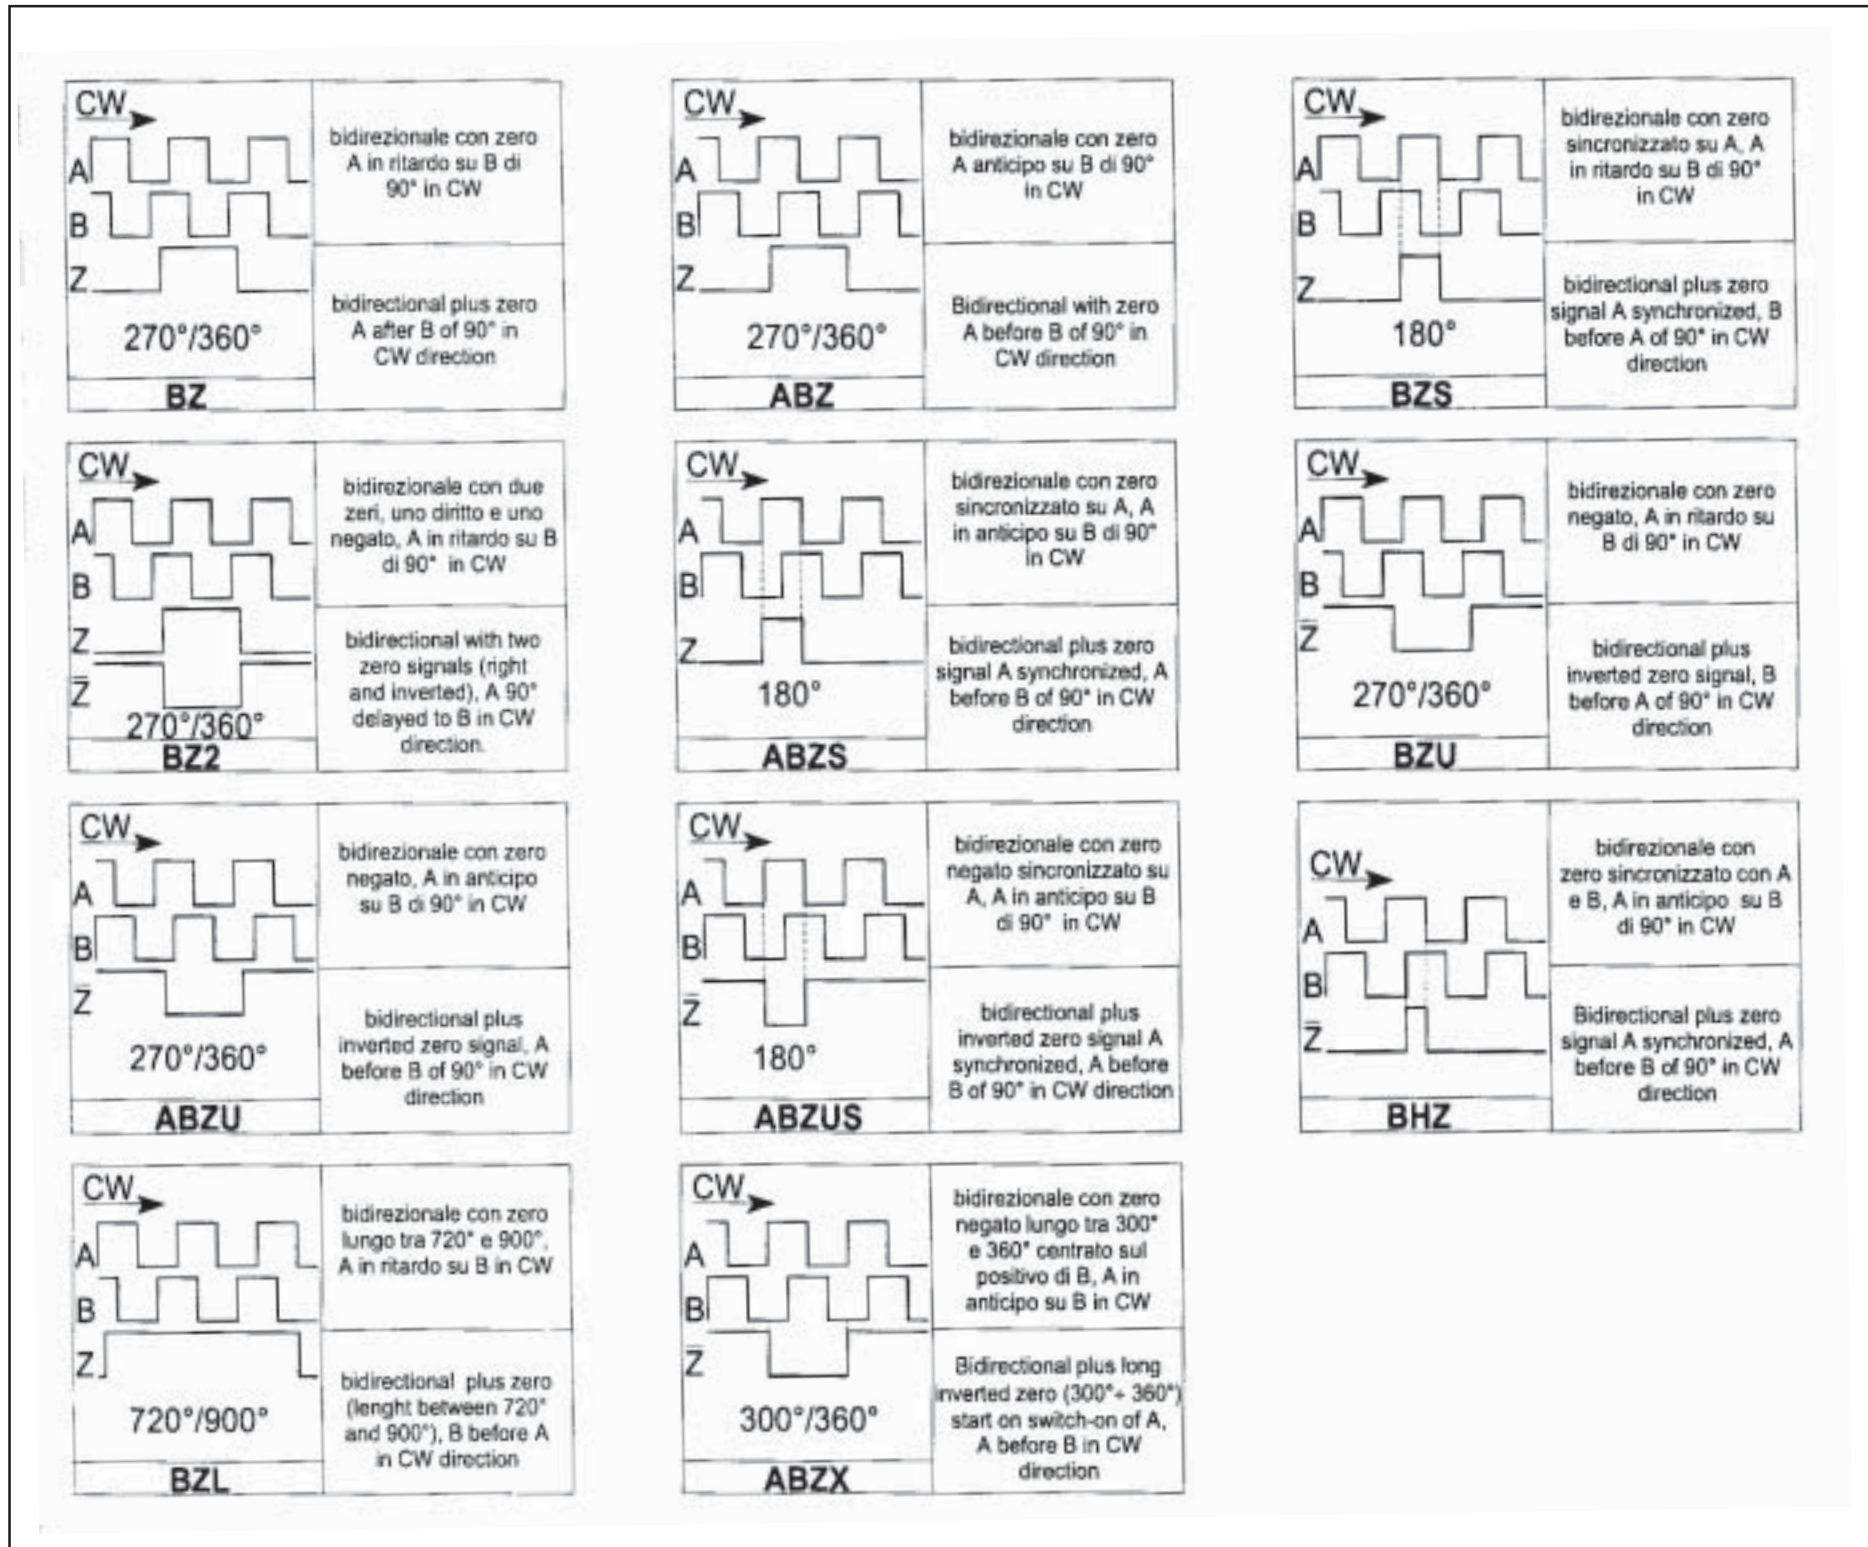 CW
A
B
Z
270°/360°
BZ
bidirezionale con zero
A in ritardo su B di
90° in CW
bidirectional plus zero
A after B of 90° in
CW direction
CW
A
B
Z
270°/360°
ABZ
bidirezionale con zero
A anticipo su B di 90°
in CW
Bidirectional with zero
A before B of 90° in
CW direction
CW
A
B
Z
180°
BZS
bidirezionale con zero
sincronizzato su A, A
in ritardo su B di 90°
in CW
bidirectional plus zero
signal A synchronized, B
before A of 90° in CW
direction
CW
A
B
Z
Z̅
270°/360°
BZ2
bidirezionale con due
zeri, uno diritto e uno
negato, A in ritardo su B
di 90° in CW
bidirectional with two
zero signals (right
and inverted), A 90°
delayed to B in CW
direction.
CW
A
B
Z
180°
ABZS
bidirezionale con zero
sincronizzato su A, A
in anticipo su B di 90°
in CW
bidirectional plus zero
signal A synchronized, A
before B of 90° in CW
direction
CW
A
B
Z̅
270°/360°
BZU
bidirezionale con zero
negato, A in ritardo su
B di 90° in CW
bidirectional plus
inverted zero signal, B
before A of 90° in CW
direction
CW
A
B
Z̅
270°/360°
ABZU
bidirezionale con zero
negato, A in anticipo
su B di 90° in CW
bidirectional plus
inverted zero signal, A
before B of 90° in CW
direction
CW
A
B
Z̅
180°
ABZUS
bidirezionale con zero
negato sincronizzato su
A, A in anticipo su B
di 90° in CW
bidirectional plus
inverted zero signal A
synchronized, A before
B of 90° in CW direction
CW
A
B
Z̅
BHZ
bidirezionale con
zero sincronizzato con A
e B, A in anticipo su B
di 90° in CW
Bidirectional plus zero
signal A synchronized, A
before B of 90° in CW
direction
CW
A
B
Z
720°/900°
BZL
bidirezionale con zero
lungo tra 720° e 900°,
A in ritardo su B in CW
bidirectional plus zero
(lenght between 720°
and 900°), B before A
in CW direction
CW
A
B
Z̅
300°/360°
ABZX
bidirezionale con zero
negato lungo tra 300°
e 360° centrato sul
positivo di B, A in
anticipo su B in CW
Bidirectional plus long
inverted zero (300°÷ 360°)
start on switch-on of A,
A before B in CW
direction